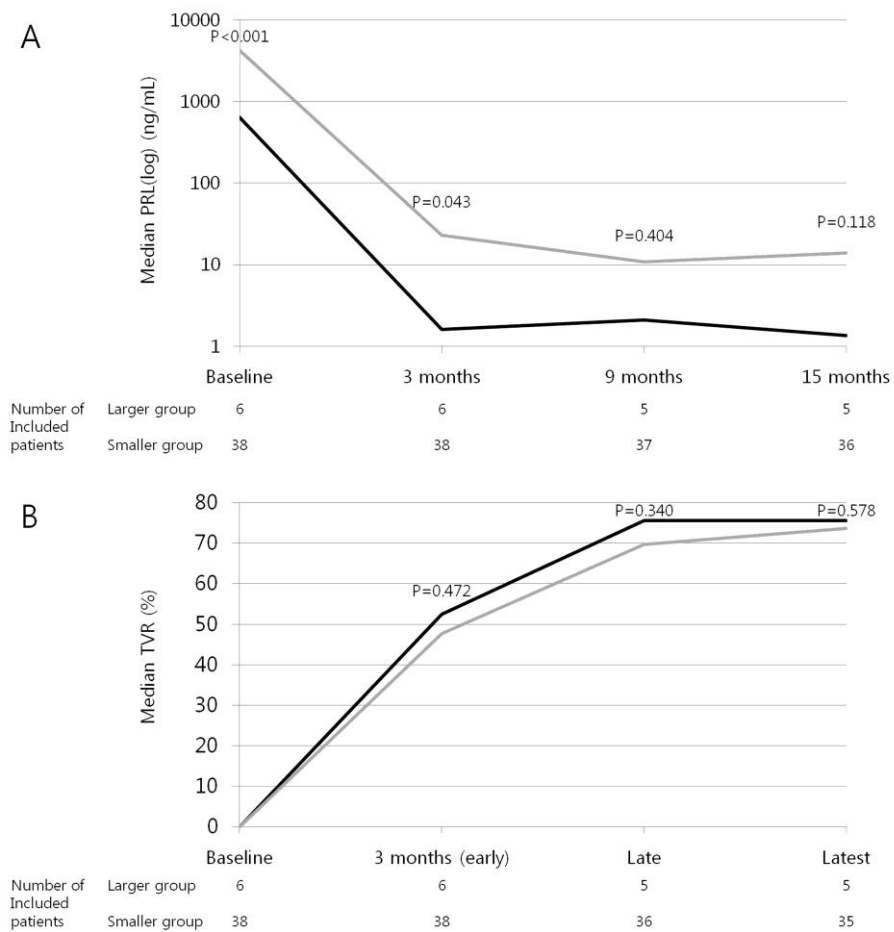 A
10000
P<0.001
1000
100
P=0.043
P=0.404
P=0.118
10
1
Median PRL(log) (ng/mL)
Baseline 3 months 9 months 15 months
Number of Included patients
Larger group 6 6 5 5
Smaller group 38 38 37 36
B
80
P=0.340 P=0.578
70
60
P=0.472
50
40
30
20
10
0
Median TVR (%)
Baseline 3 months (early) Late Latest
Number of Included patients
Larger group 6 6 5 5
Smaller group 38 38 36 35